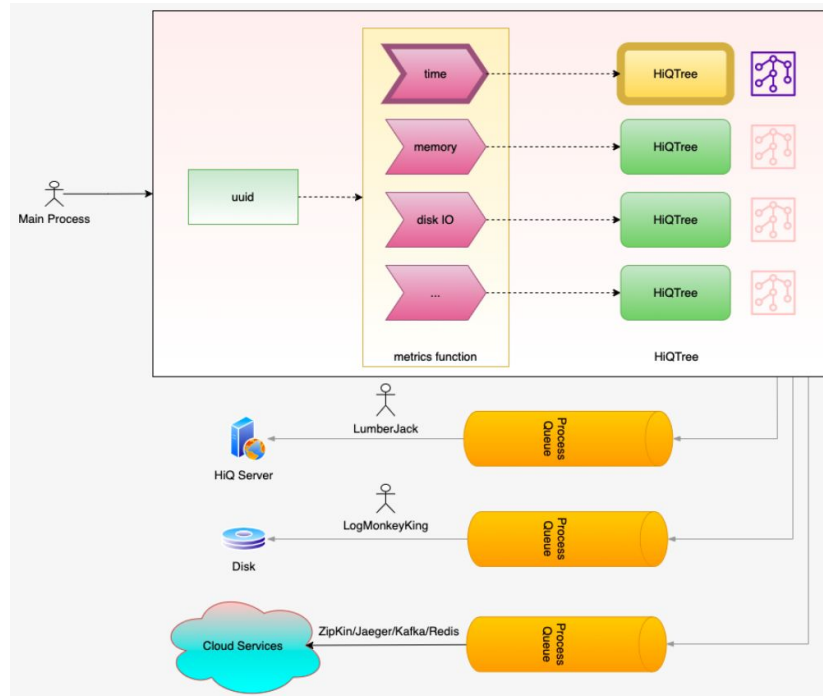 time
HiQTree
memory
HiQTree
Main Process
uuid
disk IO
HiQTree
...
HiQTree
metrics function
HiQTree
LumberJack
Process
Queue
HiQ Server
LogMonkeyKing
Process
Queue
Disk
ZipKin/Jaeger/Kafka/Redis
Cloud Services
Process
Queue